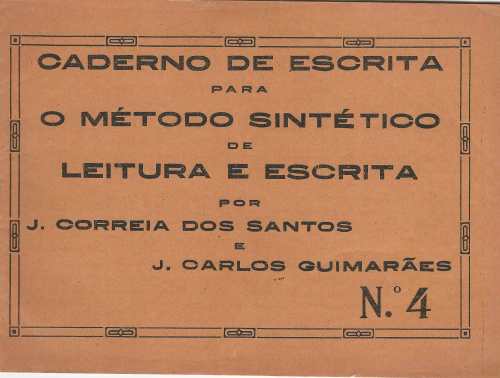 CADERNO DE ESCRITA
PARA
O MÉTODO SINTÉTICO
DE
LEITURA E ESCRITA
POR
J. CORREIA DOS SANTOS
E
J. CARLOS GUIMARÃES
N.º 4